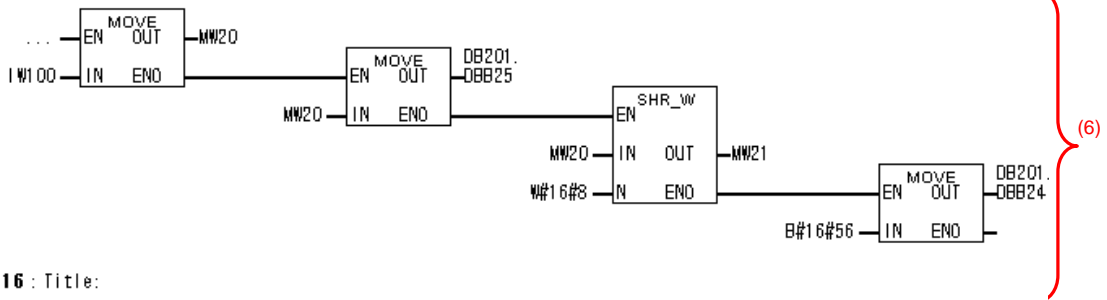 MOVE
... EN OUT MW20
IW100 IN ENO
MOVE
EN OUT DB201.
DBB25
MW20 IN ENO
SHR_W
EN
MW20 IN OUT MW21
W#16#8 N ENO
MOVE
EN OUT DB201.
DBB24
B#16#56 IN ENO
(6)
16 : Title: